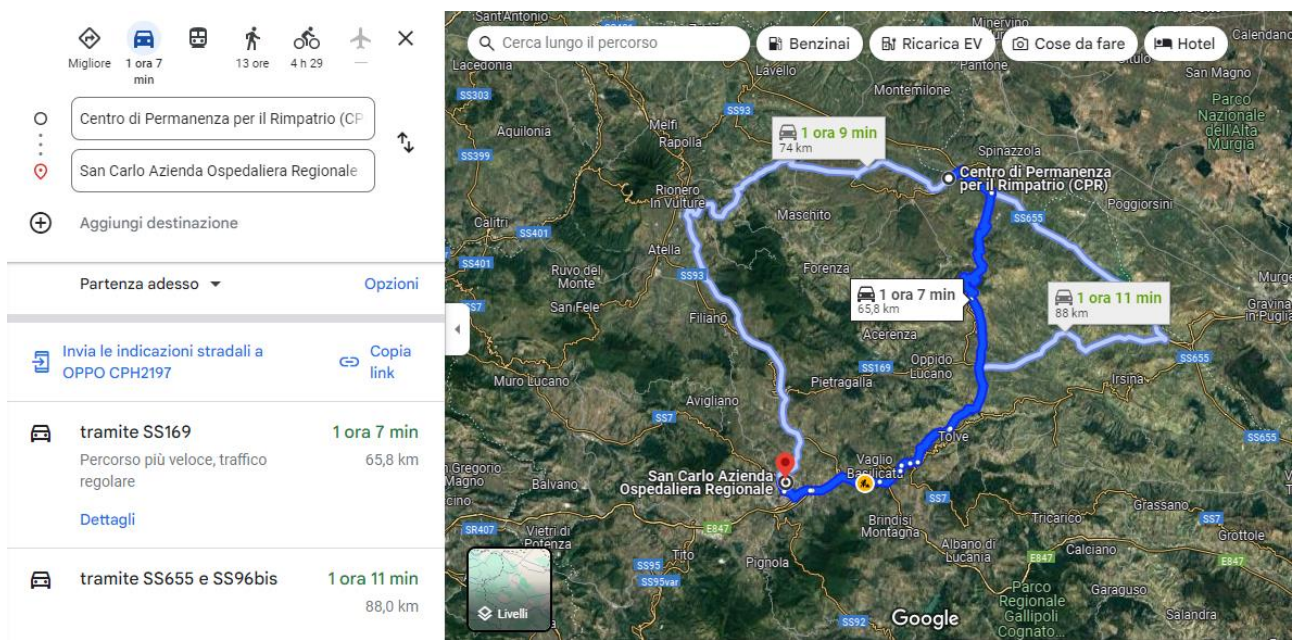 Migliore
1 ora 7
min
13 ore
4 h 29
—
Centro di Permanenza per il Rimpatrio (CP
San Carlo Azienda Ospedaliera Regionale
Aggiungi destinazione
Partenza adesso
Opzioni
Invia le indicazioni stradali a
OPPO CPH2197
Copia
link
tramite SS169
1 ora 7 min
Percorso più veloce, traffico
regolare
65,8 km
Dettagli
tramite SS655 e SS96bis
1 ora 11 min
88,0 km
Cerca lungo il percorso
Benzinai
Ricarica EV
Cose da fare
Hotel
Sant'Antonio
Minervino
Calendano
Lacedonia
Lavello
Pantone
San Magno
SS303
Montemilone
SS93
Parco
Nazionale
dell'Alta
Murgia
Aquilonia
Melfi
Rapolla
1 ora 9 min
74 km
SS399
Spinazzola
Centro di Permanenza
per il Rimpatrio (CPR)
Rionero
In Vulture
Poggiorsini
Maschito
SS655
Calitri
SS401
Atella
SS401
Ruvo del
Monte
SS93
Forenza
Murge
San Fele
SS7
1 ora 7 min
65,8 km
1 ora 11 min
88 km
Gravina
in Puglia
Filiano
Acerenza
Oppido
Lucano
SS169
SS655
Muro Lucano
Pietragalla
Irsina
Avigliano
SS7
Tolve
SS655
San Gregorio
Magno
Balvano
San Carlo Azienda
Ospedaliera Regionale
Vaglio
Basilicata
SS7
Grassano
Tricarico
SS7
SR407
Vietri di
Potenza
E847
Brindisi
Montagna
Grottole
Tito
Albano di
Lucania
E847
Calciano
E847
SS95
Pignola
SS95var
Garaguso
Parco
Regionale
Gallipoli
Cognato...
Salandra
Livelli
SS92
Google